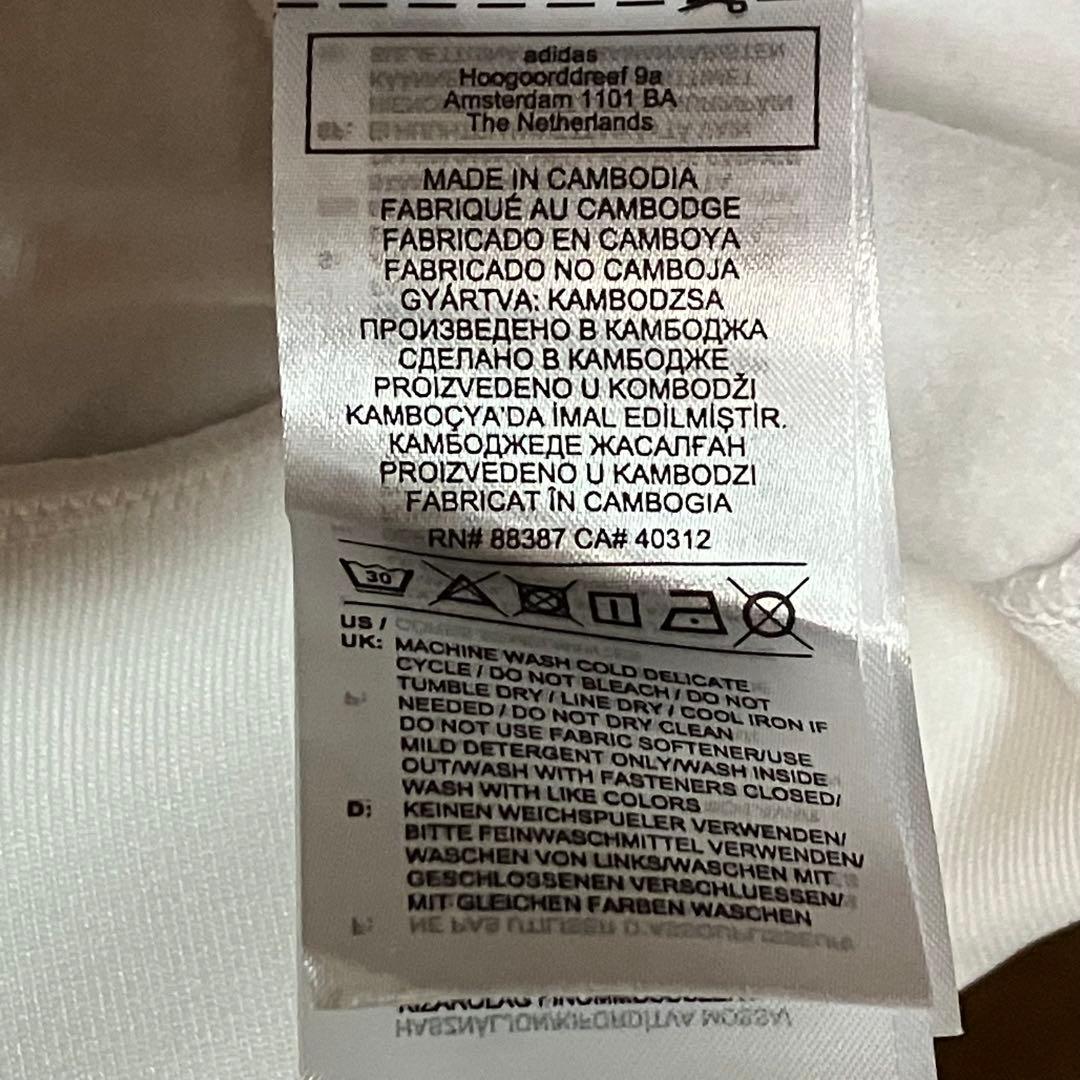 adidas
Hoogoorddreef 9a
Amsterdam 1101 BA
The Netherlands
MADE IN CAMBODIA
FABRIQUÉ AU CAMBODGE
FABRICADO EN CAMBOYA
FABRICADO NO CAMBOJA
GYÁRTVA: KAMBODZSA
ПРОИЗВЕДЕНО В КАМБОДЖА
СДЕЛАНО В КАМБОДЖЕ
PROIZVEDENO U KOMBODŽI
KAMBOÇYA'DA İMAL EDİLMİŞTİR.
КАМБОДЖЕДЕ ЖАСАЛҒАН
PROIZVEDENO U KAMBODZI
FABRICAT ÎN CAMBOGIA
RN# 88387 CA# 40312
30
US /
UK: MACHINE WASH COLD DELICATE
CYCLE / DO NOT BLEACH / DO NOT
TUMBLE DRY / LINE DRY / COOL IRON IF
NEEDED / DO NOT DRY CLEAN
DO NOT USE FABRIC SOFTENER/USE
MILD DETERGENT ONLY/WASH INSIDE
OUT/WASH WITH FASTENERS CLOSED/
WASH WITH LIKE COLORS
D: KEINEN WEICHSPUELER VERWENDEN/
BITTE FEINWASCHMITTEL VERWENDEN/
WASCHEN VON LINKS/WASCHEN MIT
GESCHLOSSENEN VERSCHLUESSEN/
MIT GLEICHEN FARBEN WASCHEN